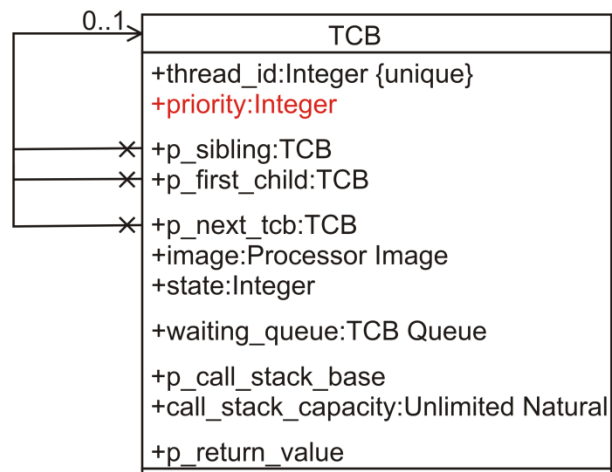 0..1
TCB
+thread_id:Integer {unique}
+priority:Integer
+p_sibling:TCB
+p_first_child:TCB
+p_next_tcb:TCB
+image:Processor Image
+state:Integer
+waiting_queue:TCB Queue
+p_call_stack_base
+call_stack_capacity:Unlimited Natural
+p_return_value